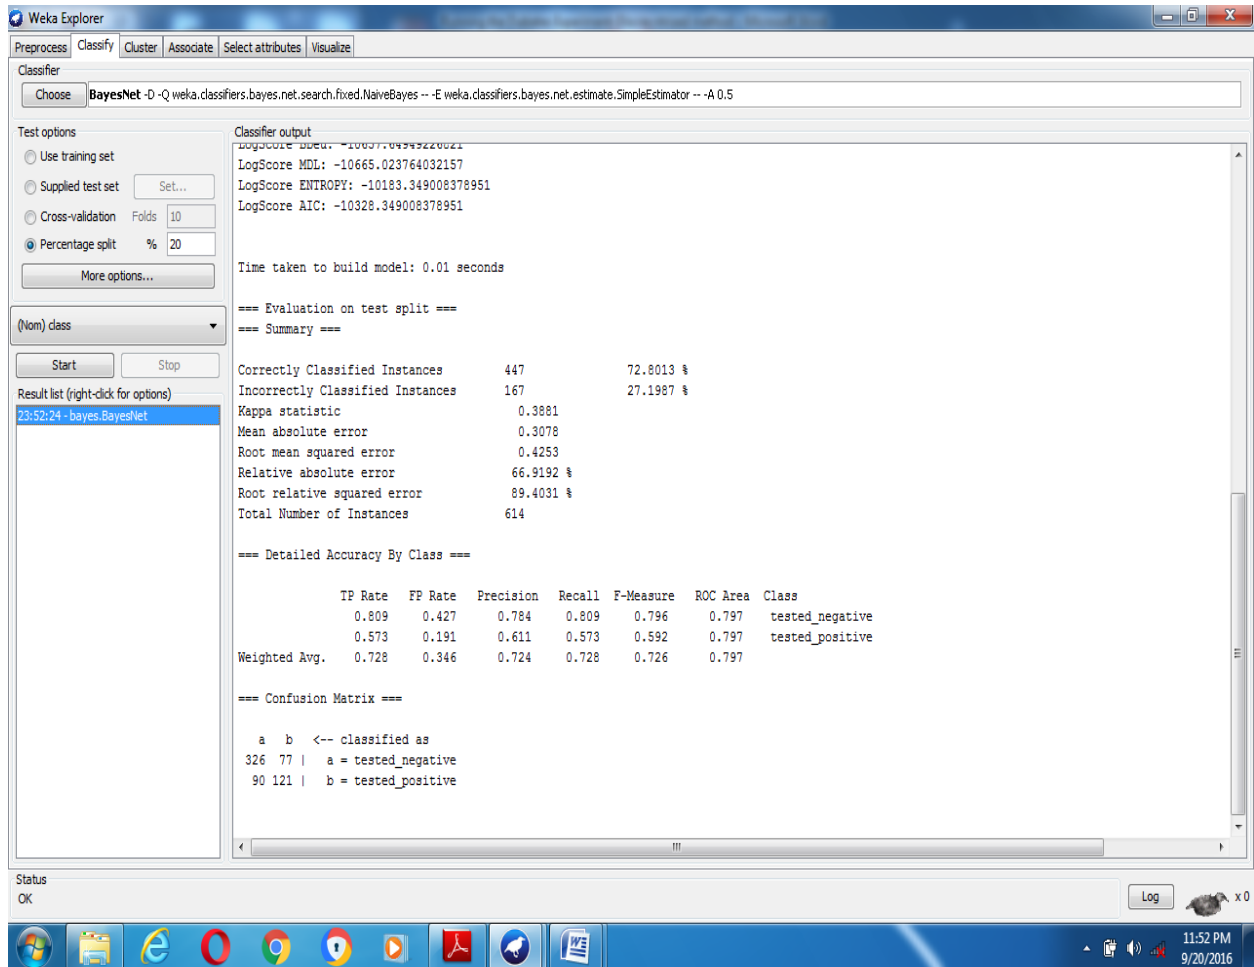 Weka Explorer
Preprocess Classify Cluster Associate Select attributes Visualize
Classifier
Choose BayesNet -D -Q weka.classifiers.bayes.net.search.fixed.NaiveBayes -- -E weka.classifiers.bayes.net.estimate.SimpleEstimator -- -A 0.5
Test options
Use training set
Supplied test set Set...
Cross-validation Folds 10
Percentage split % 20
More options...
(Nom) class
Start Stop
Result list (right-click for options)
23:52:24 - bayes.BayesNet
Classifier output
LogScore Bdeu: -10637.64949226821
LogScore MDL: -10665.023764032157
LogScore ENTROPY: -10183.349008378951
LogScore AIC: -10328.349008378951
Time taken to build model: 0.01 seconds
=== Evaluation on test split ===
=== Summary ===
Correctly Classified Instances 447 72.8013 %
Incorrectly Classified Instances 167 27.1987 %
Kappa statistic 0.3881
Mean absolute error 0.3078
Root mean squared error 0.4253
Relative absolute error 66.9192 %
Root relative squared error 89.4031 %
Total Number of Instances 614
=== Detailed Accuracy By Class ===
TP Rate FP Rate Precision Recall F-Measure ROC Area Class
0.809 0.427 0.784 0.809 0.796 0.797 tested_negative
0.573 0.191 0.611 0.573 0.592 0.797 tested_positive
Weighted Avg. 0.728 0.346 0.724 0.728 0.726 0.797
=== Confusion Matrix ===
a b <-- classified as
326 77 | a = tested_negative
90 121 | b = tested_positive
Status
OK
Log x 0
11:52 PM
9/20/2016